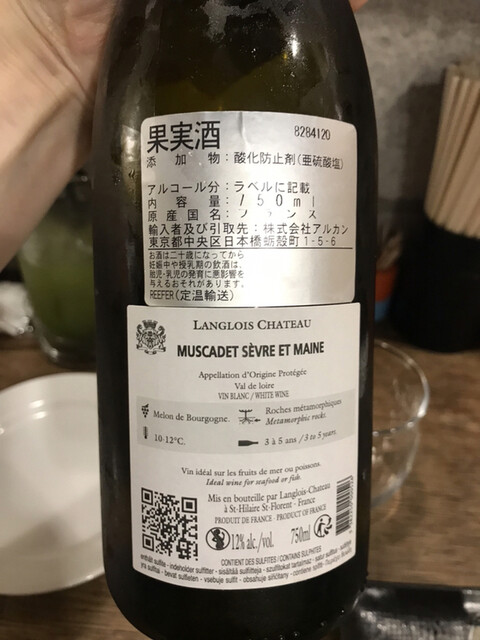 果実酒 8284120
添加物：酸化防止剤(亜硫酸塩)
アルコール分：ラベルに記載
内容量：750ml
原産国名：フランス
輸入者及び引取先：株式会社アルカン
東京都中央区日本橋蛎殻町1-5-6
お酒は二十歳になってから
妊娠中や授乳期の飲酒は、
胎児・乳児の発育に悪影響を
与えるおそれがあります。
REEFER(定温輸送)
LANGLOIS CHATEAU
MUSCADET SÈVRE ET MAINE
Appellation d'Origine Protégée
Val de loire
VIN BLANC / WHITE WINE
Melon de Bourgogne.
Roches métamorphiques
Metamorphic rocks.
10-12°C.
3 à 5 ans / 3 to 5 years.
Vin idéal sur les fruits de mer ou poissons.
Ideal wine for seafood or fish.
Mis en bouteille par Langlois-Chateau
à St-Hilaire St-Florent - France
PRODUIT DE FRANCE - PRODUCT OF FRANCE
12% alc./vol. 750ml
CONTIENT DES SULFITES / CONTAINS SULPHITES